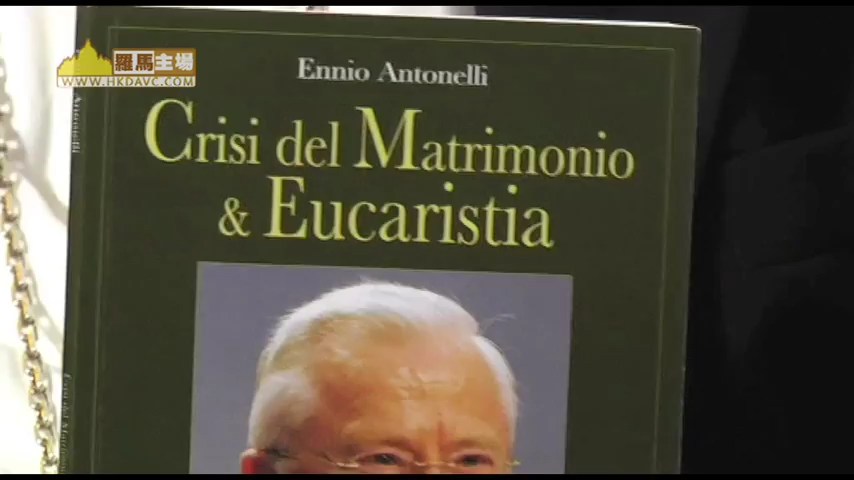 羅馬主場
WWW.HKDAVC.COM
Ennio Antonelli
Crisi del Matrimonio
& Eucaristia